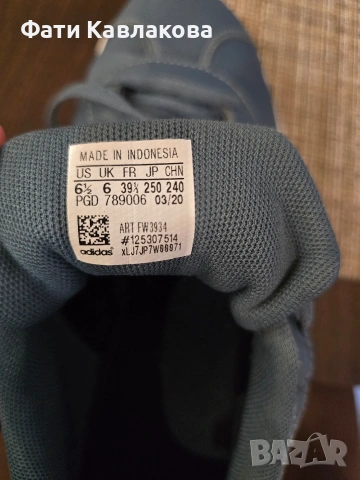 Фати Кавлакова
MADE IN INDONESIA
US UK FR JP CHN
6½ 6 39⅓ 250 240
PGD 789006 03/20
ART FW3934
#125307514
xLJ7JP7W00071
adidas
BAZAR